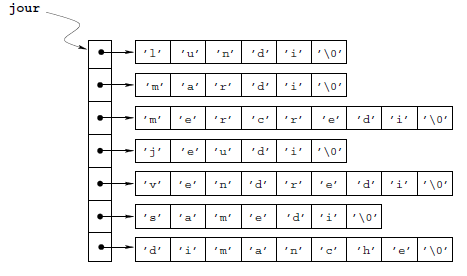 jour
'l' 'u' 'n' 'd' 'i' '\0'
'm' 'a' 'r' 'd' 'i' '\0'
'm' 'e' 'r' 'c' 'r' 'e' 'd' 'i' '\0'
'j' 'e' 'u' 'd' 'i' '\0'
'v' 'e' 'n' 'd' 'r' 'e' 'd' 'i' '\0'
's' 'a' 'm' 'e' 'd' 'i' '\0'
'd' 'i' 'm' 'a' 'n' 'c' 'h' 'e' '\0'